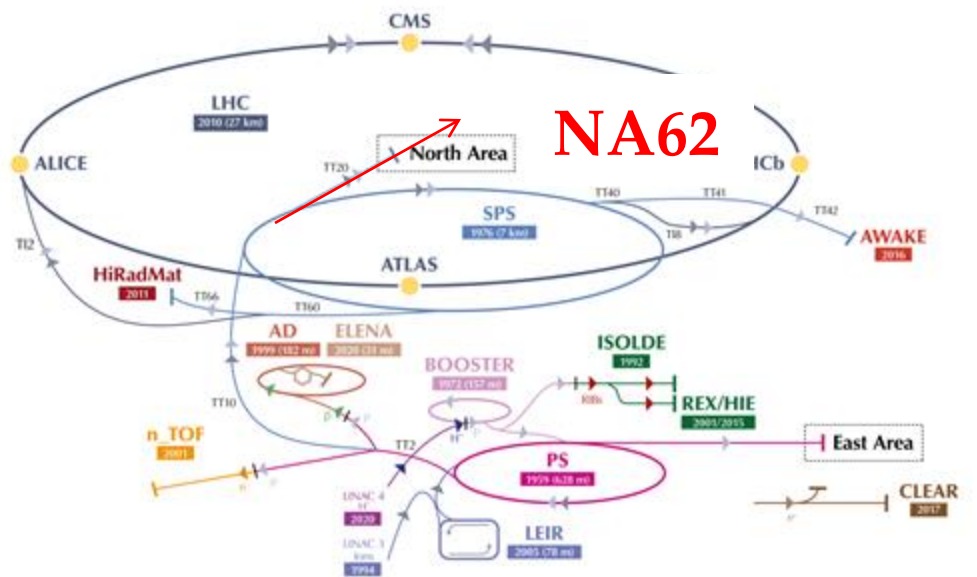 CMS
LHC
2010 (27 km)
NA62
North Area
TT20
ALICE
HCb
TT40
TT41
TT42
SPS
1976 (7 km)
TI8
TI2
AWAKE
2016
ATLAS
HiRadMat
2011
TT66
TT60
AD
1999 (182 m)
ELENA
2020 (31 m)
ISOLDE
1992
BOOSTER
1972 (157 m)
RIBs
REX/HIE
2001/2015
TT10
n_TOF
2001
TT2
H-
p
p
n
p
PS
1959 (628 m)
East Area
LINAC 4
H-
2020
CLEAR
2017
LINAC 3
Ions
1994
LEIR
2005 (78 m)